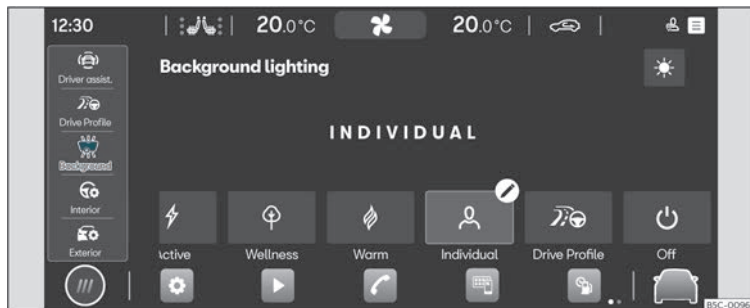 12:30
20.0°C
20.0°C
Driver assist.
Drive Profile
Background
Interior
Exterior
Background lighting
INDIVIDUAL
ctive
Wellness
Warm
Individual
Drive Profile
Off
BSC-0096